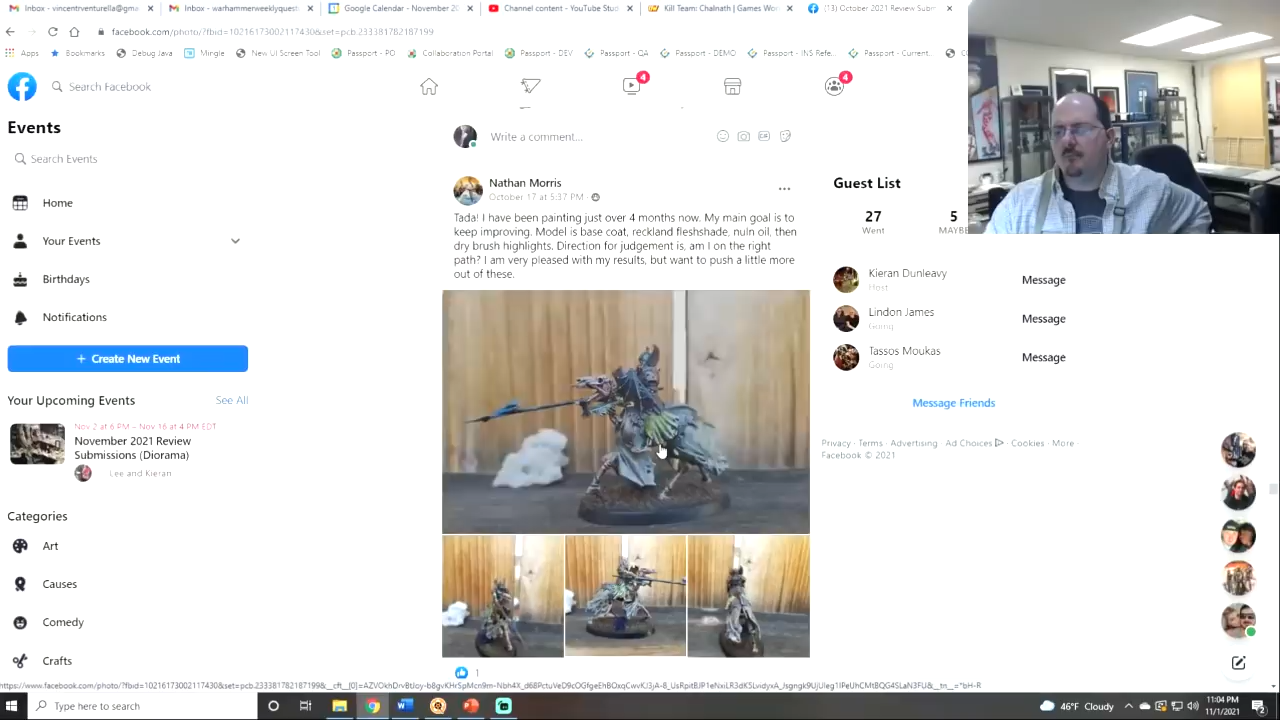 Inbox - vincentrventurella@gma
Inbox - warhammerweeklyquest
Google Calendar - November 20
Channel content - YouTube Stud
Kill Team: Chalnath | Games Wor
(13) October 2021 Review Subm
facebook.com/photo/?fbid=10216173002117430&set=pcb.233381782187199
Apps
Bookmarks
Debug Java
Mingle
New UI Screen Tool
Passport - PO
Collaboration Portal
Passport - DEV
Passport - QA
Passport - DEMO
Passport - INS Refe...
Passport - Current...
Search Facebook
4
4
Events
Search Events
Home
Your Events
Birthdays
Notifications
+ Create New Event
Your Upcoming Events
See All
Nov 2 at 6 PM – Nov 16 at 4 PM EDT
November 2021 Review
Submissions (Diorama)
Lee and Kieran
Categories
Art
Causes
Comedy
Crafts
Write a comment...
Nathan Morris
October 17 at 5:37 PM
Tada! I have been painting just over 4 months now. My main goal is to
keep improving. Model is base coat, reckland fleshshade, nuln oil, then
dry brush highlights. Direction for judgement is, am I on the right
path? I am very pleased with my results, but want to push a little more
out of these.
1
Guest List
27
Went
5
MAYBE
Kieran Dunleavy
Host
Message
Lindon James
Going
Message
Tassos Moukas
Going
Message
Message Friends
Privacy · Terms · Advertising · Ad Choices · Cookies · More ·
Facebook © 2021
Type here to search
46°F Cloudy
11:04 PM
11/1/2021
2